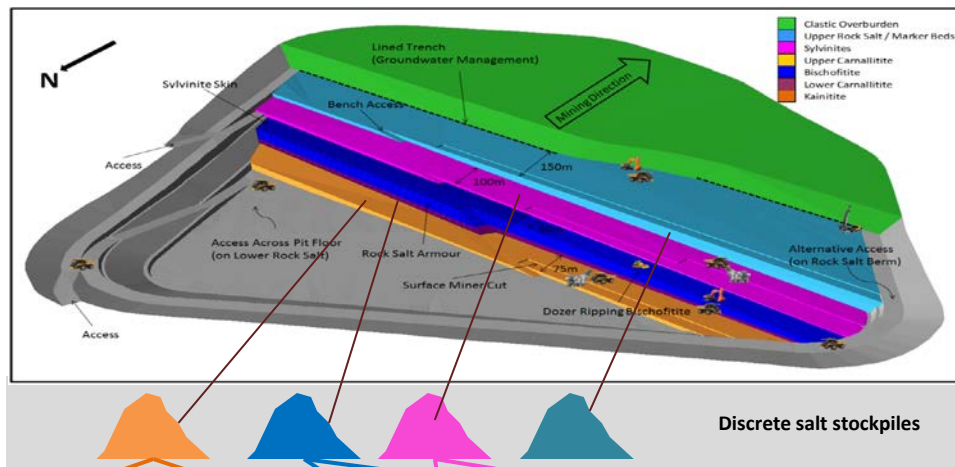 Clastic Overburden
Upper Rock Salt / Marker Beds
Sylvinites
Upper Carnallitite
Bischofitite
Lower Carnallitite
Kainitite
N
Lined Trench
(Groundwater Management)
Sylvinite Skin
Bench Access
Mining Direction
Access
150m
100m
Access Across Pit Floor
(on Lower Rock Salt)
Rock Salt Armour
Alternative Access
(on Rock Salt Berm)
75m
Surface Miner Cut
Dozer Ripping Bischofitite
Access
Discrete salt stockpiles